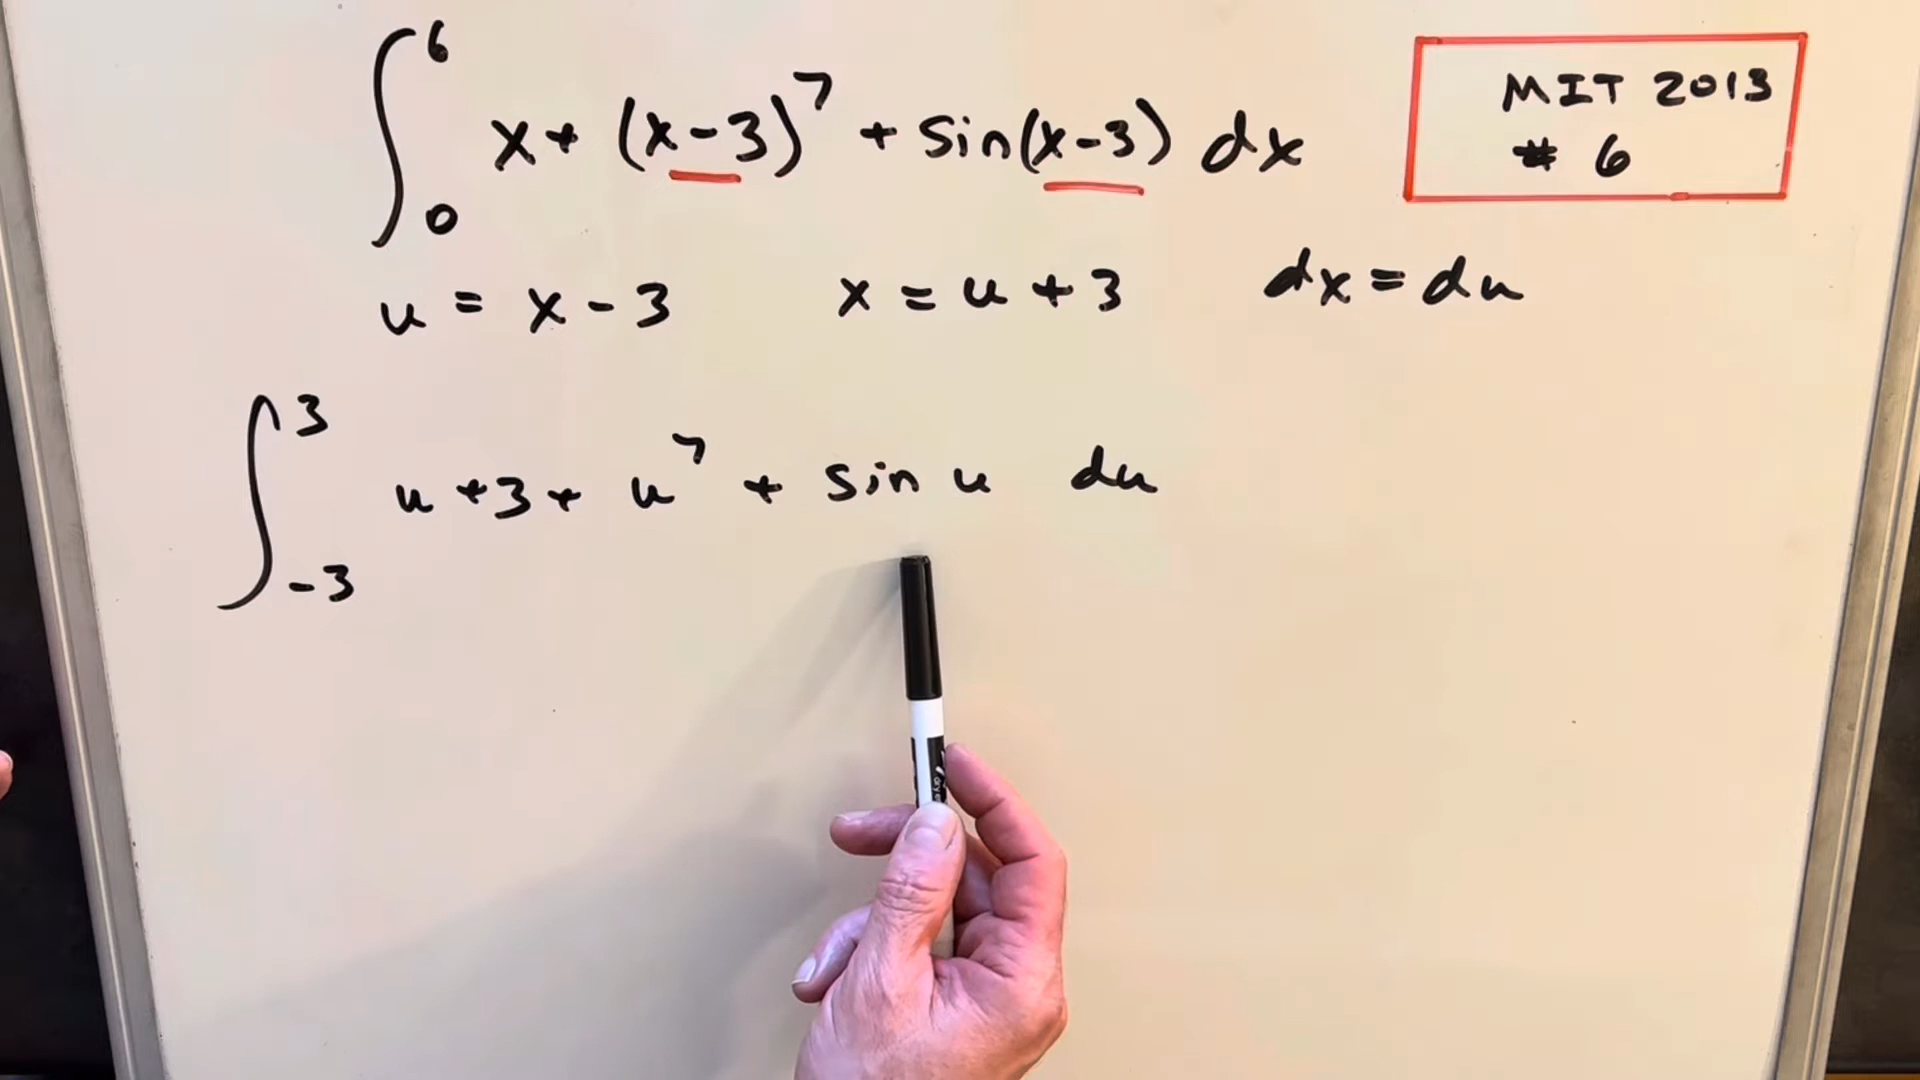 ∫₀⁶ x + (x-3)⁷ + sin(x-3) dx
MIT 2013
# 6
u = x - 3 x = u + 3 dx = du
∫₋₃³ u + 3 + u⁷ + sin u du